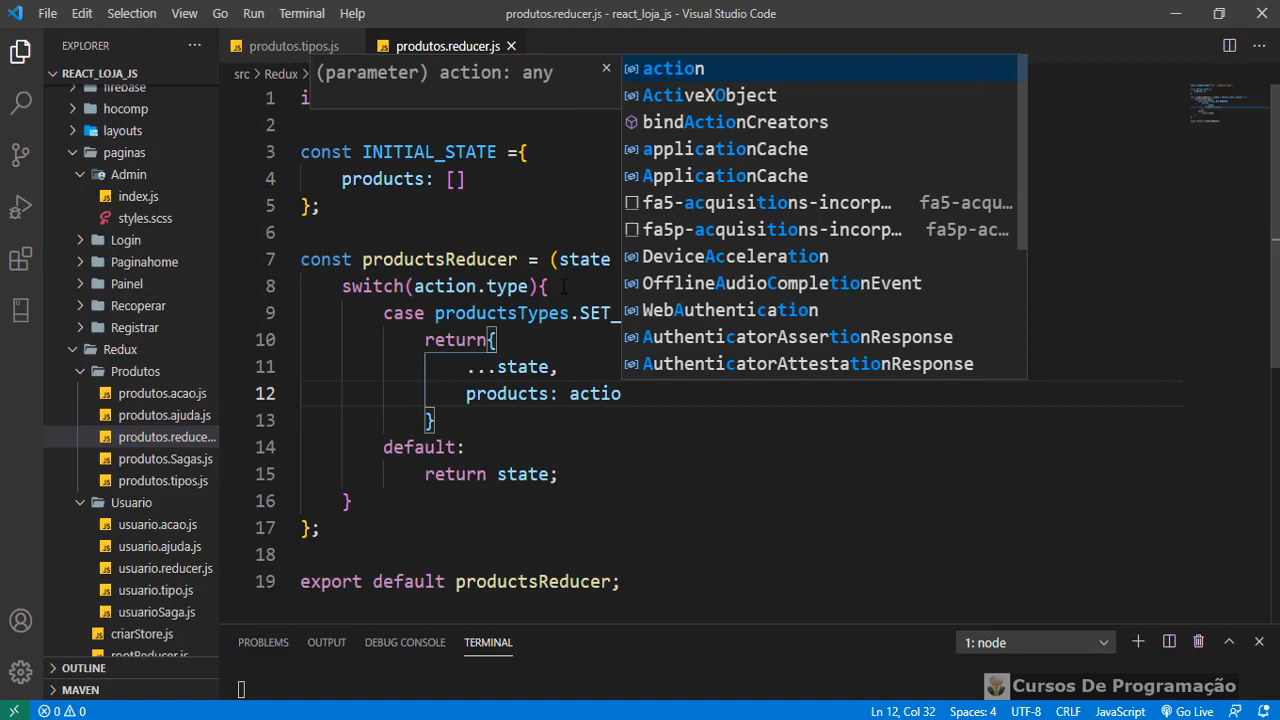 File Edit Selection View Go Run Terminal Help
produtos.reducer.js - react_loja_js - Visual Studio Code
EXPLORER
REACT_LOJA_JS
firebase
hocomp
layouts
paginas
Admin
index.js
styles.scss
Login
Paginahome
Painel
Recoperar
Registrar
Redux
Produtos
produtos.acao.js
produtos.ajuda.js
produtos.reduce...
produtos.Sagas.js
produtos.tipos.js
Usuario
usuario.acao.js
usuario.ajuda.js
usuario.reducer.js
usuario.tipo.js
usuarioSaga.js
criarStore.js
rootReducer.js
OUTLINE
MAVEN
produtos.tipos.js
produtos.reducer.js
src > Redux >
(parameter) action: any
action
ActiveXObject
bindActionCreators
applicationCache
ApplicationCache
fa5-acquisitions-incorp... fa5-acqu...
fa5p-acquisitions-incorp... fa5p-ac...
DeviceAcceleration
OfflineAudioCompletionEvent
WebAuthentication
AuthenticatorAssertionResponse
AuthenticatorAttestationResponse
1 i
2
3 const INITIAL_STATE ={
4 products: []
5 };
6
7 const productsReducer = (state
8 switch(action.type){
9 case productsTypes.SET_
10 return{
11 ...state,
12 products: actio
13 }
14 default:
15 return state;
16 }
17 };
18
19 export default productsReducer;
PROBLEMS OUTPUT DEBUG CONSOLE TERMINAL
1: node
Cursos De Programação
0 0
Ln 12, Col 32 Spaces: 4 UTF-8 CRLF JavaScript Go Live